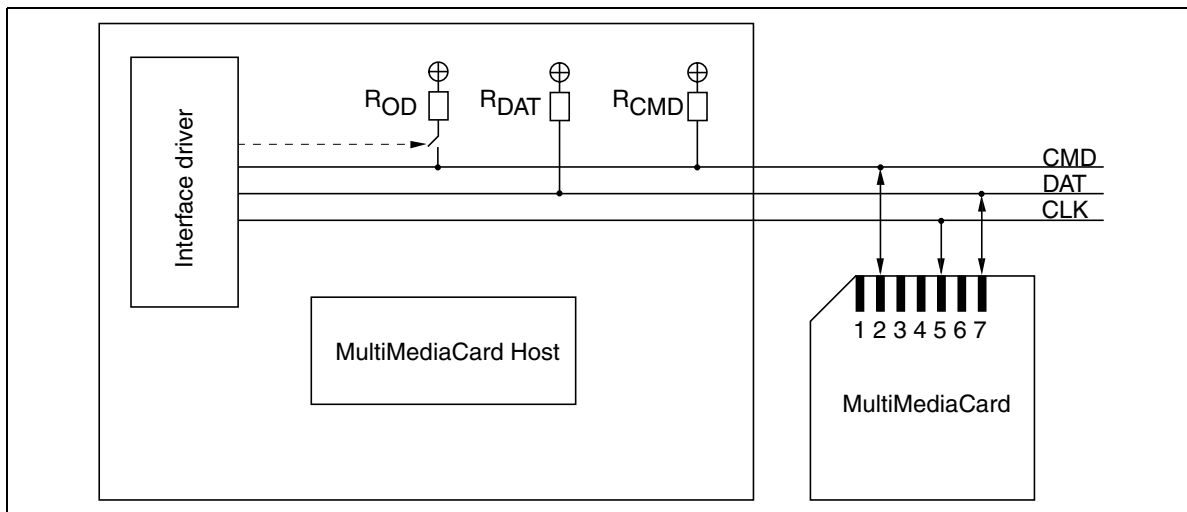 Interface driver
ROD
RDAT
RCMD
CMD
DAT
CLK
1 2 3 4 5 6 7
MultiMediaCard Host
MultiMediaCard